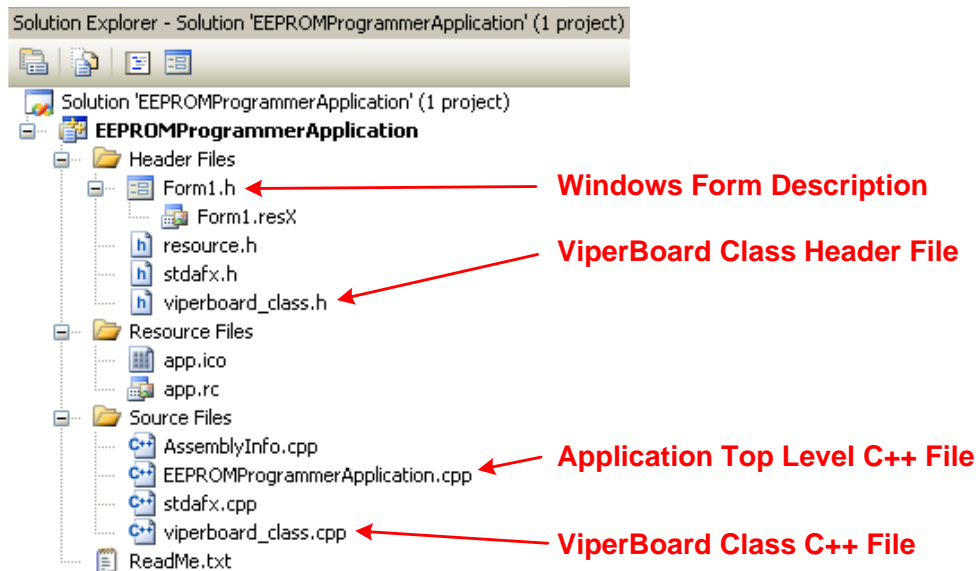 Solution Explorer - Solution 'EEPROMProgrammerApplication' (1 project)
Solution 'EEPROMProgrammerApplication' (1 project)
EEPROMProgrammerApplication
Header Files
Form1.h
Windows Form Description
Form1.resX
resource.h
ViperBoard Class Header File
stdafx.h
viperboard_class.h
Resource Files
app.ico
app.rc
Source Files
AssemblyInfo.cpp
Application Top Level C++ File
EEPROMProgrammerApplication.cpp
stdafx.cpp
viperboard_class.cpp
ViperBoard Class C++ File
ReadMe.txt